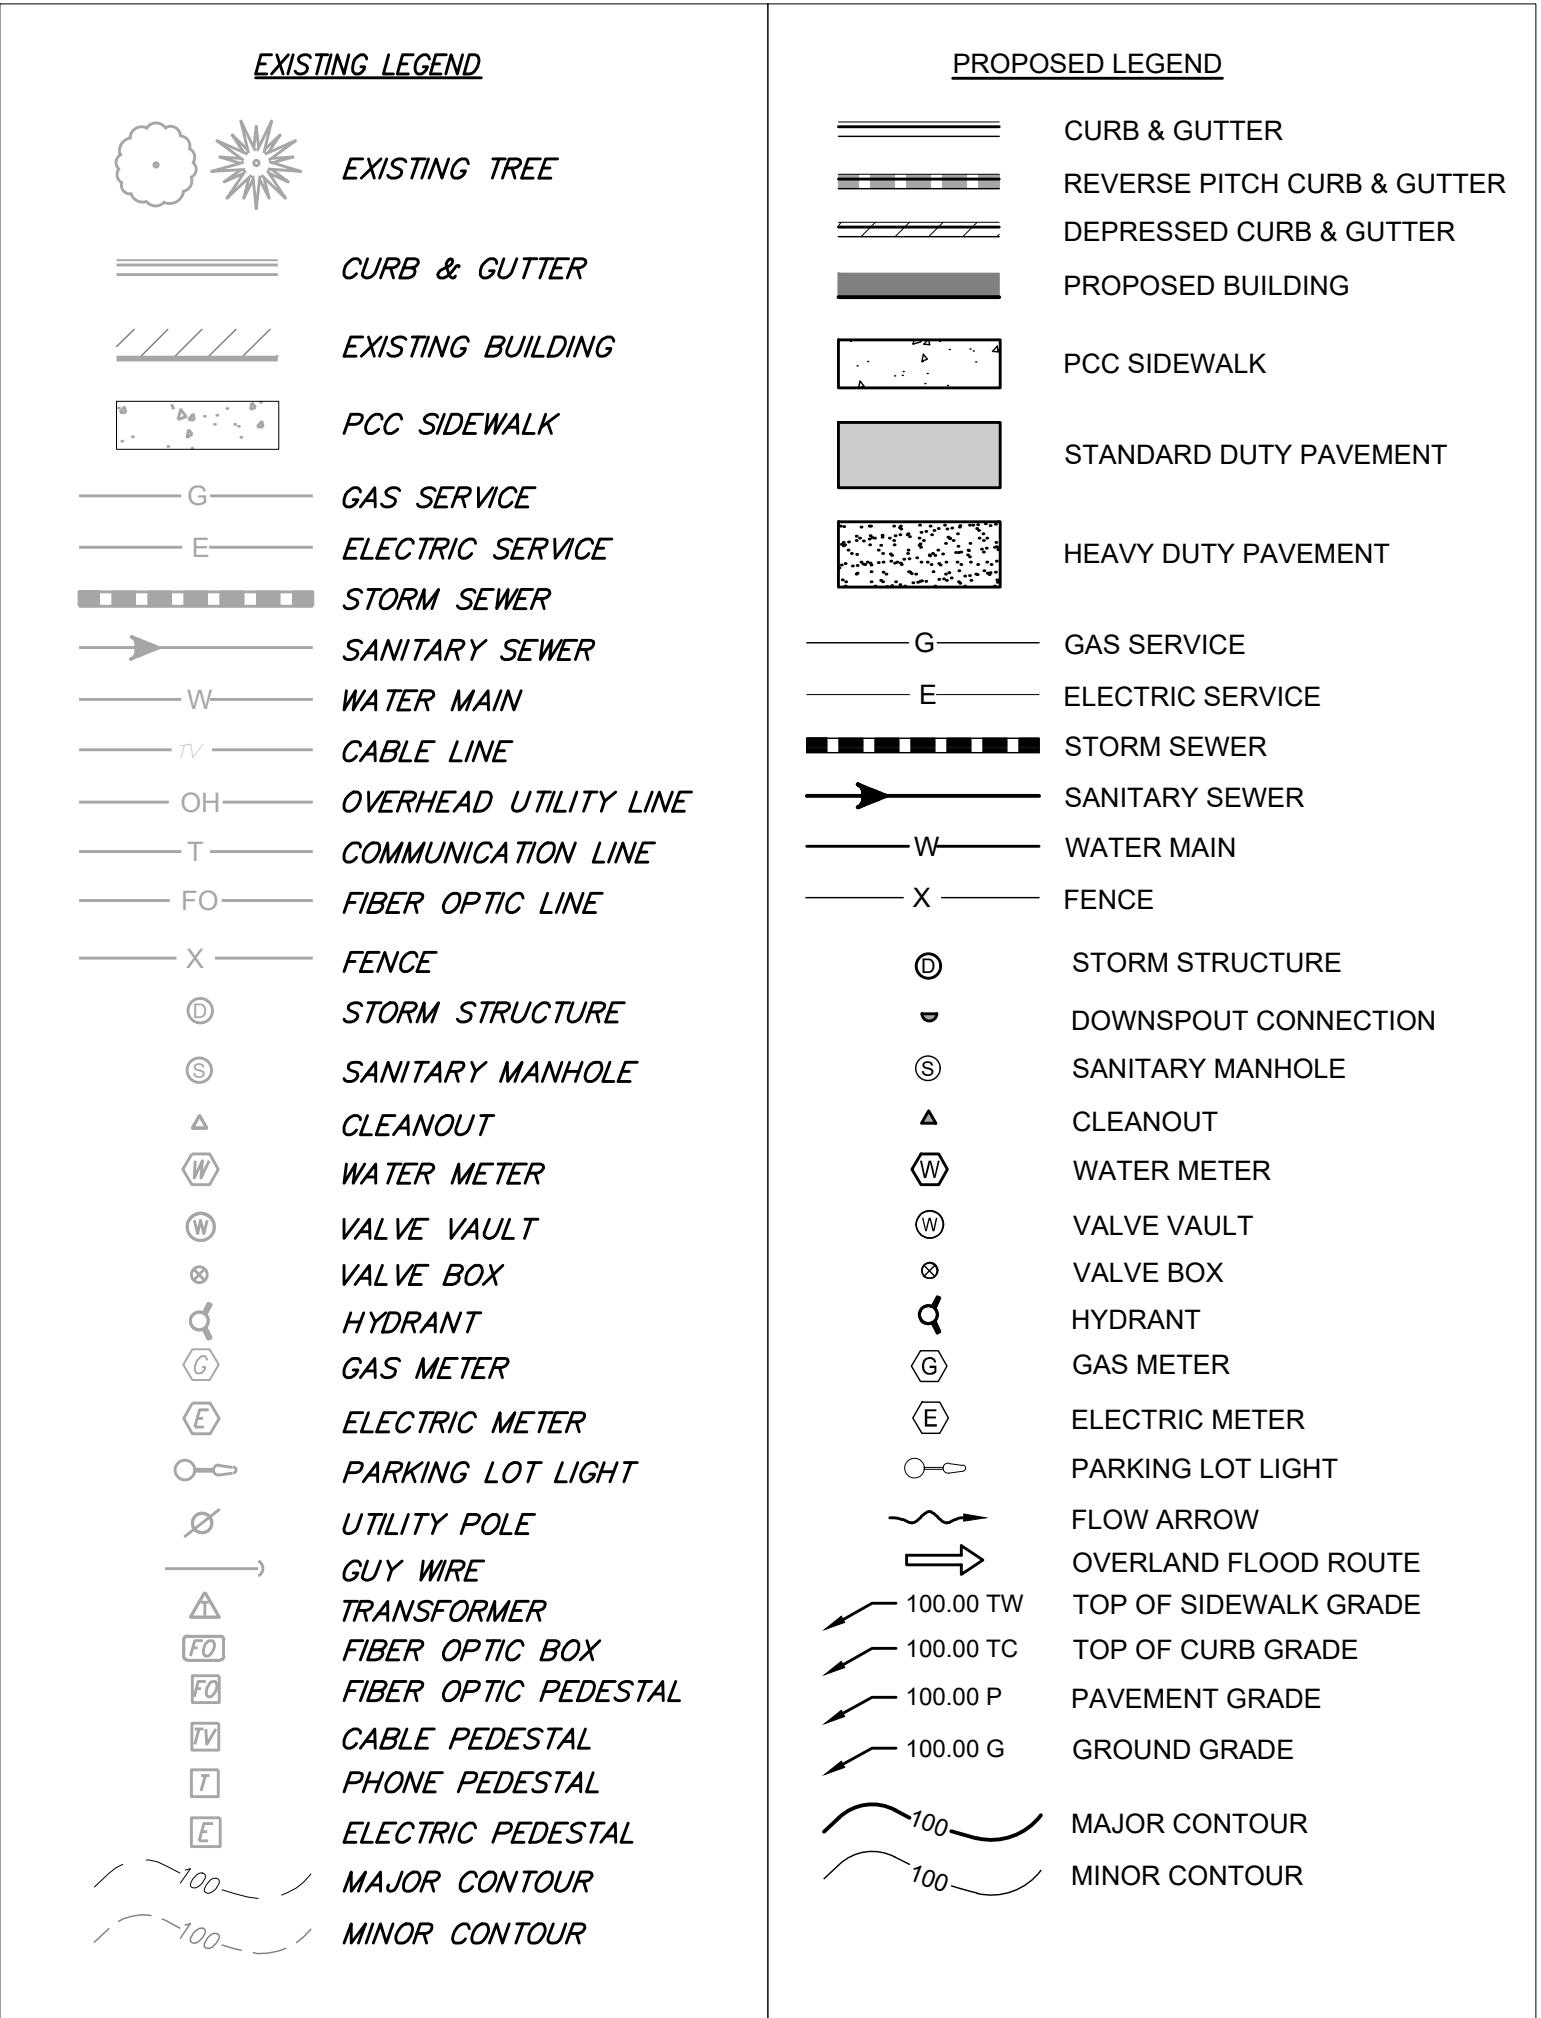 EXISTING LEGEND
EXISTING TREE
CURB & GUTTER
EXISTING BUILDING
PCC SIDEWALK
G GAS SERVICE
E ELECTRIC SERVICE
STORM SEWER
SANITARY SEWER
W WATER MAIN
TV CABLE LINE
OH OVERHEAD UTILITY LINE
T COMMUNICATION LINE
FO FIBER OPTIC LINE
X FENCE
D STORM STRUCTURE
S SANITARY MANHOLE
CLEANOUT
W WATER METER
W VALVE VAULT
VALVE BOX
HYDRANT
G GAS METER
E ELECTRIC METER
PARKING LOT LIGHT
UTILITY POLE
GUY WIRE
T TRANSFORMER
FO FIBER OPTIC BOX
FO FIBER OPTIC PEDESTAL
TV CABLE PEDESTAL
T PHONE PEDESTAL
E ELECTRIC PEDESTAL
100 MAJOR CONTOUR
100 MINOR CONTOUR
PROPOSED LEGEND
CURB & GUTTER
REVERSE PITCH CURB & GUTTER
DEPRESSED CURB & GUTTER
PROPOSED BUILDING
PCC SIDEWALK
STANDARD DUTY PAVEMENT
HEAVY DUTY PAVEMENT
G GAS SERVICE
E ELECTRIC SERVICE
STORM SEWER
SANITARY SEWER
W WATER MAIN
X FENCE
D STORM STRUCTURE
DOWNSPOUT CONNECTION
S SANITARY MANHOLE
CLEANOUT
W WATER METER
W VALVE VAULT
VALVE BOX
HYDRANT
G GAS METER
E ELECTRIC METER
PARKING LOT LIGHT
FLOW ARROW
OVERLAND FLOOD ROUTE
100.00 TW TOP OF SIDEWALK GRADE
100.00 TC TOP OF CURB GRADE
100.00 P PAVEMENT GRADE
100.00 G GROUND GRADE
100 MAJOR CONTOUR
100 MINOR CONTOUR